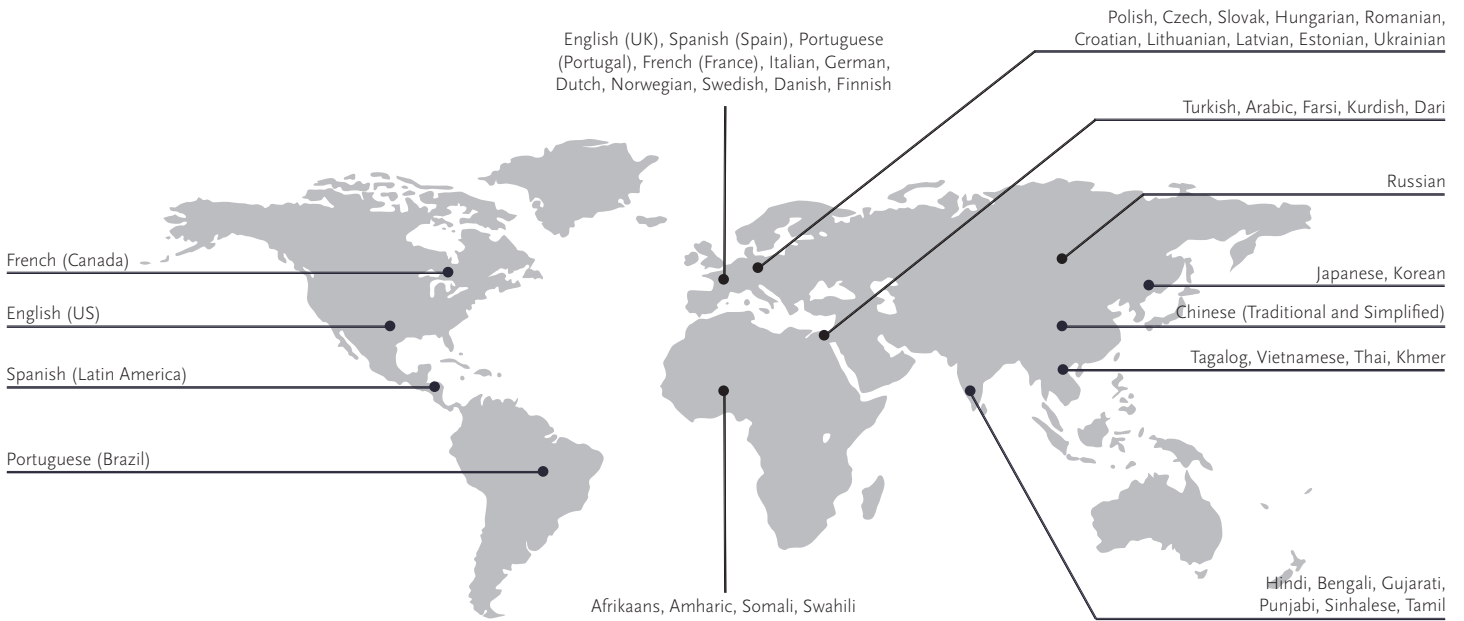 Polish, Czech, Slovak, Hungarian, Romanian,
Croatian, Lithuanian, Latvian, Estonian, Ukrainian
English (UK), Spanish (Spain), Portuguese
(Portugal), French (France), Italian, German,
Dutch, Norwegian, Swedish, Danish, Finnish
Turkish, Arabic, Farsi, Kurdish, Dari
Russian
French (Canada)
Japanese, Korean
English (US)
Chinese (Traditional and Simplified)
Tagalog, Vietnamese, Thai, Khmer
Spanish (Latin America)
Portuguese (Brazil)
Hindi, Bengali, Gujarati,
Punjabi, Sinhalese, Tamil
Afrikaans, Amharic, Somali, Swahili